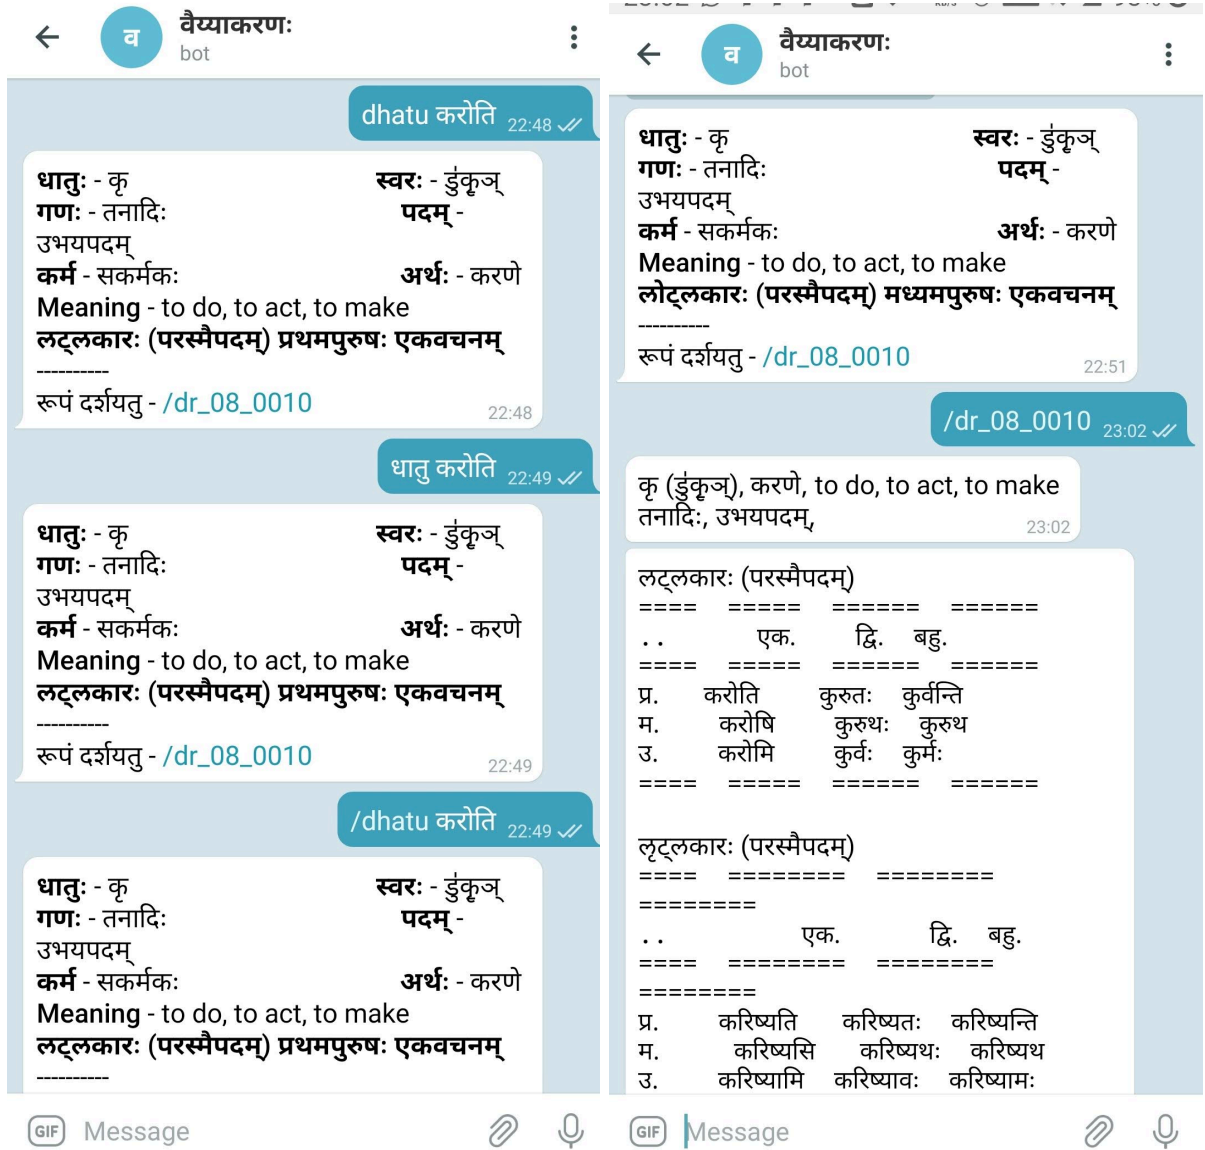 ← व वैय्याकरणः
bot
dhatu करोति 22:48
धातुः - कृ स्वरः - डुं॑कृ॒ञ्
गणः - तनादिः पदम् -
उभयपदम्
कर्म - सकर्मकः अर्थः - करणे
Meaning - to do, to act, to make
लट्लकारः (परस्मैपदम्) प्रथमपुरुषः एकवचनम्
----------
रूपं दर्शयतु - /dr_08_0010 22:48
धातु करोति 22:49
धातुः - कृ स्वरः - डुं॑कृ॒ञ्
गणः - तनादिः पदम् -
उभयपदम्
कर्म - सकर्मकः अर्थः - करणे
Meaning - to do, to act, to make
लट्लकारः (परस्मैपदम्) प्रथमपुरुषः एकवचनम्
----------
रूपं दर्शयतु - /dr_08_0010 22:49
/dhatu करोति 22:49
धातुः - कृ स्वरः - डुं॑कृ॒ञ्
गणः - तनादिः पदम् -
उभयपदम्
कर्म - सकर्मकः अर्थः - करणे
Meaning - to do, to act, to make
लट्लकारः (परस्मैपदम्) प्रथमपुरुषः एकवचनम्
----------
GIF Message
← व वैय्याकरणः
bot
धातुः - कृ स्वरः - डुं॑कृ॒ञ्
गणः - तनादिः पदम् -
उभयपदम्
कर्म - सकर्मकः अर्थः - करणे
Meaning - to do, to act, to make
लोट्लकारः (परस्मैपदम्) मध्यमपुरुषः एकवचनम्
----------
रूपं दर्शयतु - /dr_08_0010 22:51
/dr_08_0010 23:02
कृ (डुं॑कृ॒ञ्), करणे, to do, to act, to make
तनादिः, उभयपदम्, 23:02
लट्लकारः (परस्मैपदम्)
==== ===== ====== ======
. . एक. द्वि. बहु.
==== ===== ====== ======
प्र. करोति कुरुतः कुर्वन्ति
म. करोषि कुरुथः कुरुथ
उ. करोमि कुर्वः कुर्मः
==== ===== ====== ======
लृट्लकारः (परस्मैपदम्)
==== ======== ========
========
. . एक. द्वि. बहु.
==== ======== ========
========
प्र. करिष्यति करिष्यतः करिष्यन्ति
म. करिष्यसि करिष्यथः करिष्यथ
उ. करिष्यामि करिष्यावः करिष्यामः
GIF Message